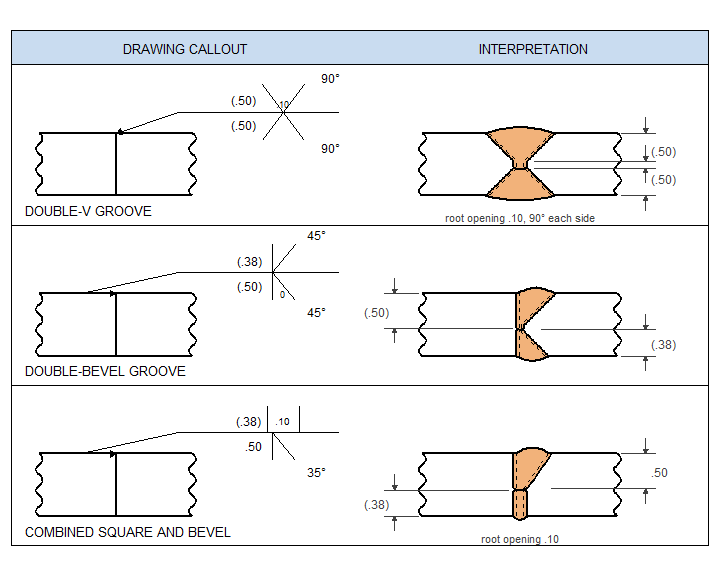 DRAWING CALLOUT
INTERPRETATION
90°
(.50)
.10
(.50)
90°
DOUBLE-V GROOVE
(.50)
(.50)
root opening .10, 90° each side
45°
(.38)
(.50)
0
45°
DOUBLE-BEVEL GROOVE
(.50)
(.38)
(.38)
.10
.50
35°
COMBINED SQUARE AND BEVEL
.50
(.38)
root opening .10